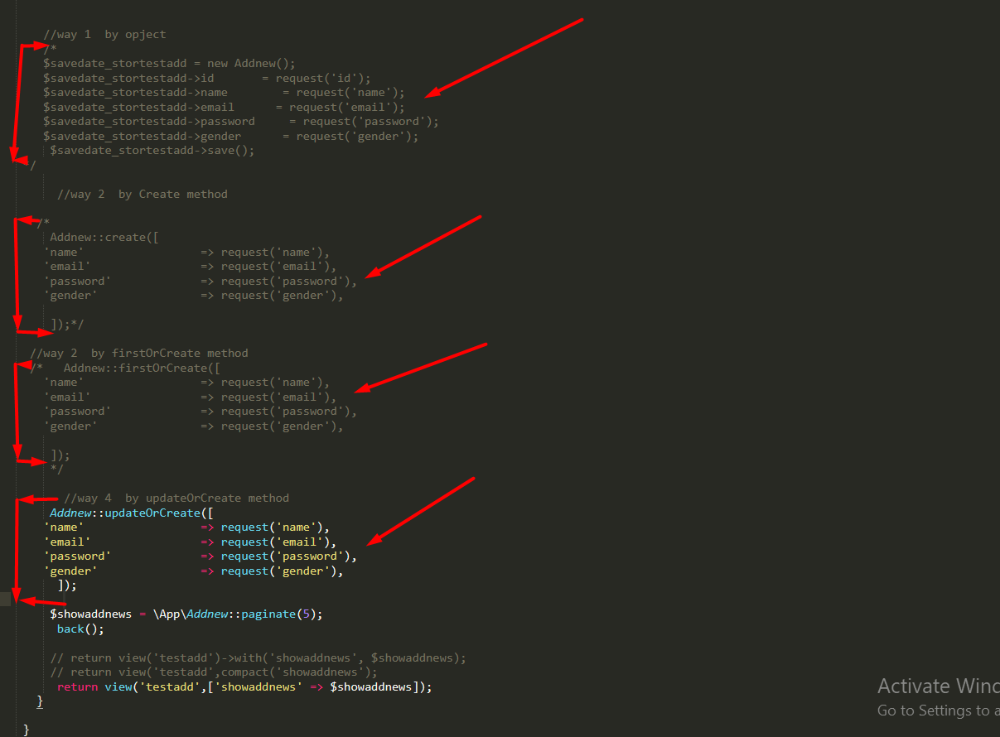 //way 1  by opject
/*
$savedate_stortestadd = new Addnew();
$savedate_stortestadd->id       = request('id');
$savedate_stortestadd->name        = request('name');
$savedate_stortestadd->email      = request('email');
$savedate_stortestadd->password     = request('password');
$savedate_stortestadd->gender      = request('gender');
$savedate_stortestadd->save();
*/
//way 2  by Create method
/*
Addnew::create([
'name'                 => request('name'),
'email'                => request('email'),
'password'             => request('password'),
'gender'               => request('gender'),
]);*/
//way 2  by firstOrCreate method
/*   Addnew::firstOrCreate([
'name'                 => request('name'),
'email'                => request('email'),
'password'             => request('password'),
'gender'               => request('gender'),
]);
*/
//way 4  by updateOrCreate method
Addnew::updateOrCreate([
'name'                 => request('name'),
'email'                => request('email'),
'password'             => request('password'),
'gender'               => request('gender'),
]);
$showaddnews = \App\Addnew::paginate(5);
back();
// return view('testadd')->with('showaddnews', $showaddnews);
// return view('testadd',compact('showaddnews');
return view('testadd',['showaddnews' => $showaddnews]);
}
}
Activate Winc
Go to Settings to a